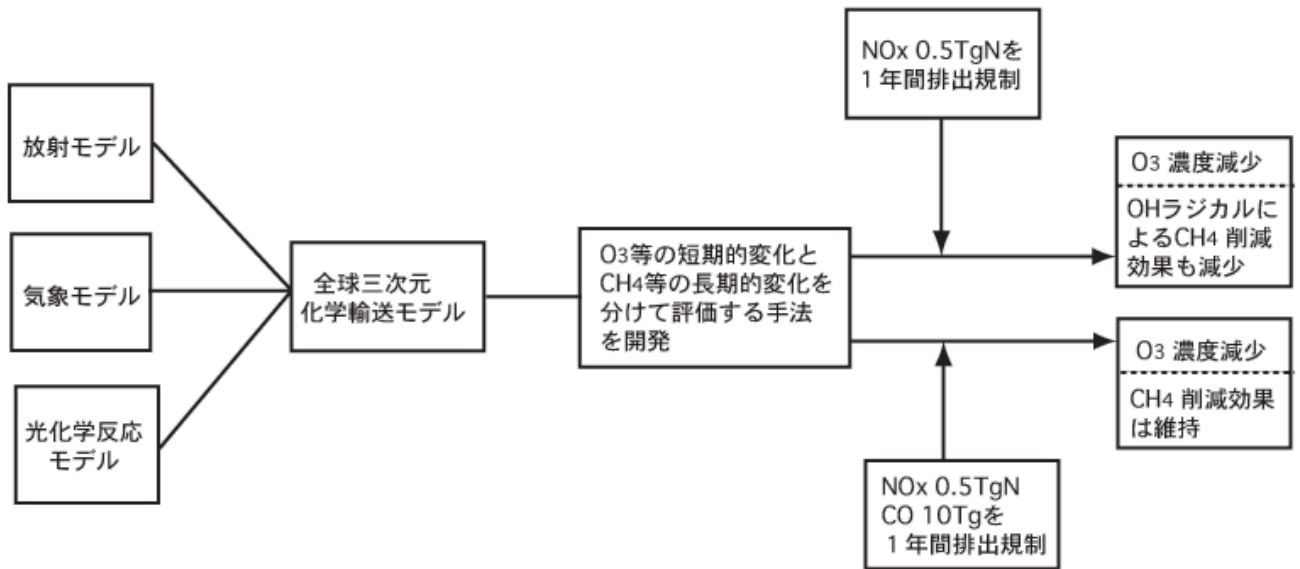 放射モデル
気象モデル
光化学反応
モデル
全球三次元
化学輸送モデル
O3等の短期的変化と
CH4等の長期的変化を
分けて評価する手法
を開発
NOx 0.5TgNを
1年間排出規制
O3 濃度減少
OHラジカルに
よるCH4 削減
効果も減少
O3 濃度減少
CH4 削減効果
は維持
NOx 0.5TgN
CO 10Tgを
1年間排出規制